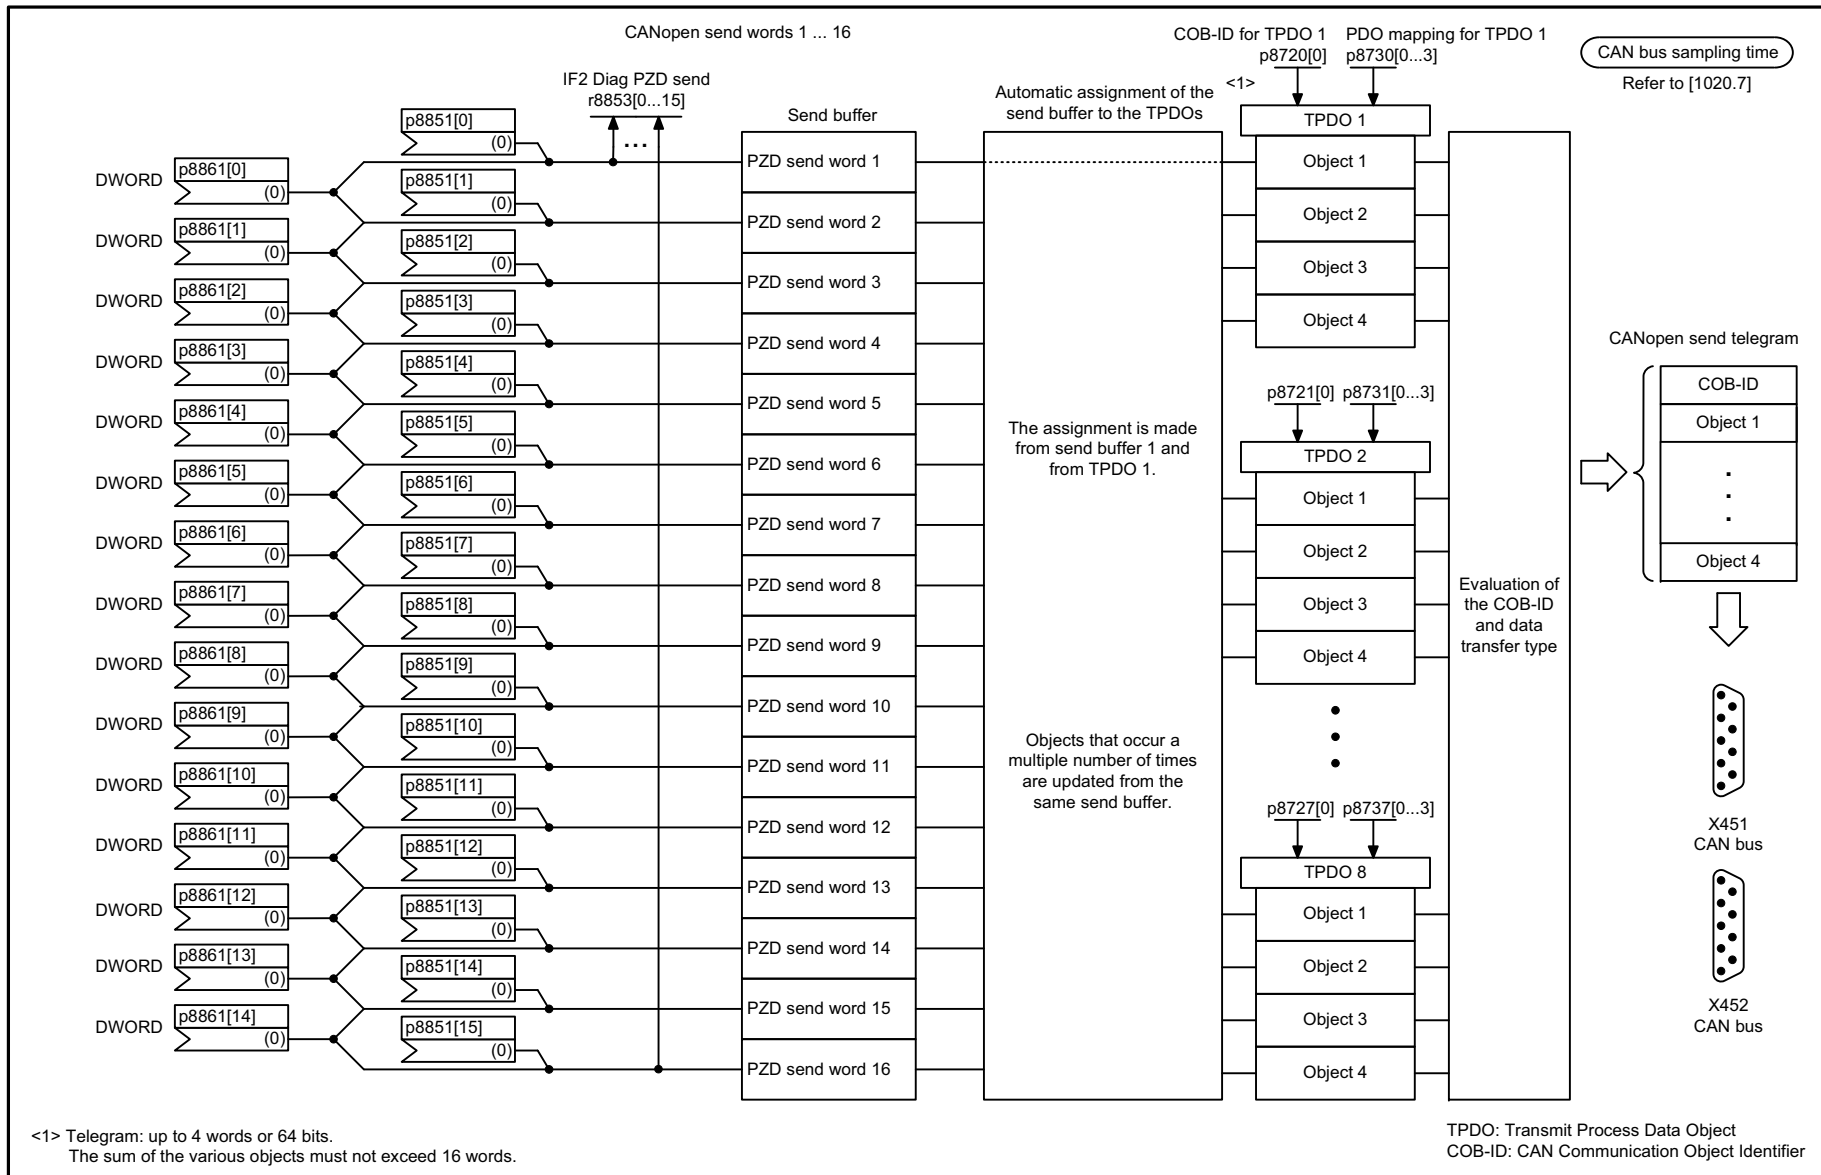 CANopen send words 1 ... 16
IF2 Diag PZD send
r8853[0...15]
...
COB-ID for TPDO 1
p8720[0]
PDO mapping for TPDO 1
p8730[0...3]
<1>
CAN bus sampling time
Refer to [1020.7]
DWORD
p8861[0]
(0)
DWORD
p8861[1]
(0)
DWORD
p8861[2]
(0)
DWORD
p8861[3]
(0)
DWORD
p8861[4]
(0)
DWORD
p8861[5]
(0)
DWORD
p8861[6]
(0)
DWORD
p8861[7]
(0)
DWORD
p8861[8]
(0)
DWORD
p8861[9]
(0)
DWORD
p8861[10]
(0)
DWORD
p8861[11]
(0)
DWORD
p8861[12]
(0)
DWORD
p8861[13]
(0)
DWORD
p8861[14]
(0)
p8851[0]
(0)
p8851[1]
(0)
p8851[2]
(0)
p8851[3]
(0)
p8851[4]
(0)
p8851[5]
(0)
p8851[6]
(0)
p8851[7]
(0)
p8851[8]
(0)
p8851[9]
(0)
p8851[10]
(0)
p8851[11]
(0)
p8851[12]
(0)
p8851[13]
(0)
p8851[14]
(0)
p8851[15]
(0)
Send buffer
PZD send word 1
PZD send word 2
PZD send word 3
PZD send word 4
PZD send word 5
PZD send word 6
PZD send word 7
PZD send word 8
PZD send word 9
PZD send word 10
PZD send word 11
PZD send word 12
PZD send word 13
PZD send word 14
PZD send word 15
PZD send word 16
Automatic assignment of the
send buffer to the TPDOs
The assignment is made
from send buffer 1 and
from TPDO 1.
Objects that occur a
multiple number of times
are updated from the
same send buffer.
TPDO 1
Object 1
Object 2
Object 3
Object 4
p8721[0]
p8731[0...3]
TPDO 2
Object 1
Object 2
Object 3
Object 4
p8727[0]
p8737[0...3]
TPDO 8
Object 1
Object 2
Object 3
Object 4
Evaluation of
the COB-ID
and data
transfer type
CANopen send telegram
COB-ID
Object 1
.
.
.
Object 4
X451
CAN bus
X452
CAN bus
<1> Telegram: up to 4 words or 64 bits.
The sum of the various objects must not exceed 16 words.
TPDO: Transmit Process Data Object
COB-ID: CAN Communication Object Identifier